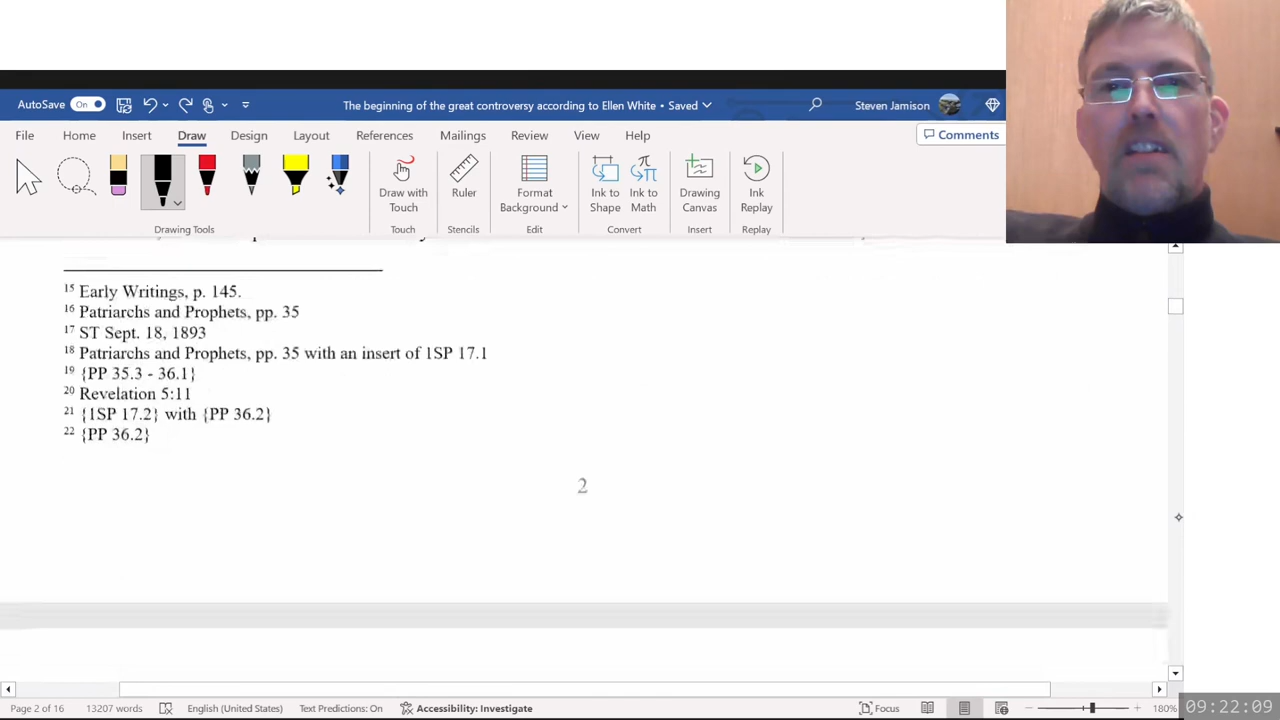 AutoSave On The beginning of the great controversy according to Ellen White • Saved Steven Jamison
File Home Insert Draw Design Layout References Mailings Review View Help Comments
Draw with Touch Ruler Format Background Ink to Shape Ink to Math Drawing Canvas Ink Replay
Drawing Tools Touch Stencils Edit Convert Insert Replay
15 Early Writings, p. 145.
16 Patriarchs and Prophets, pp. 35
17 ST Sept. 18, 1893
18 Patriarchs and Prophets, pp. 35 with an insert of 1SP 17.1
19 {PP 35.3 - 36.1}
20 Revelation 5:11
21 {1SP 17.2} with {PP 36.2}
22 {PP 36.2}
2
Page 2 of 16 13207 words English (United States) Text Predictions: On Accessibility: Investigate Focus 180% 09:22:09